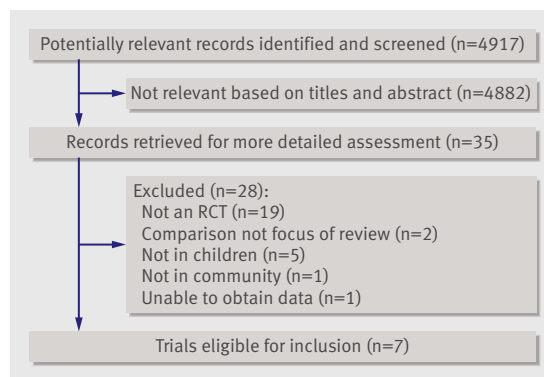 Potentially relevant records identified and screened (n=4917)
Not relevant based on titles and abstract (n=4882)
Records retrieved for more detailed assessment (n=35)
Excluded (n=28):
Not an RCT (n=19)
Comparison not focus of review (n=2)
Not in children (n=5)
Not in community (n=1)
Unable to obtain data (n=1)
Trials eligible for inclusion (n=7)